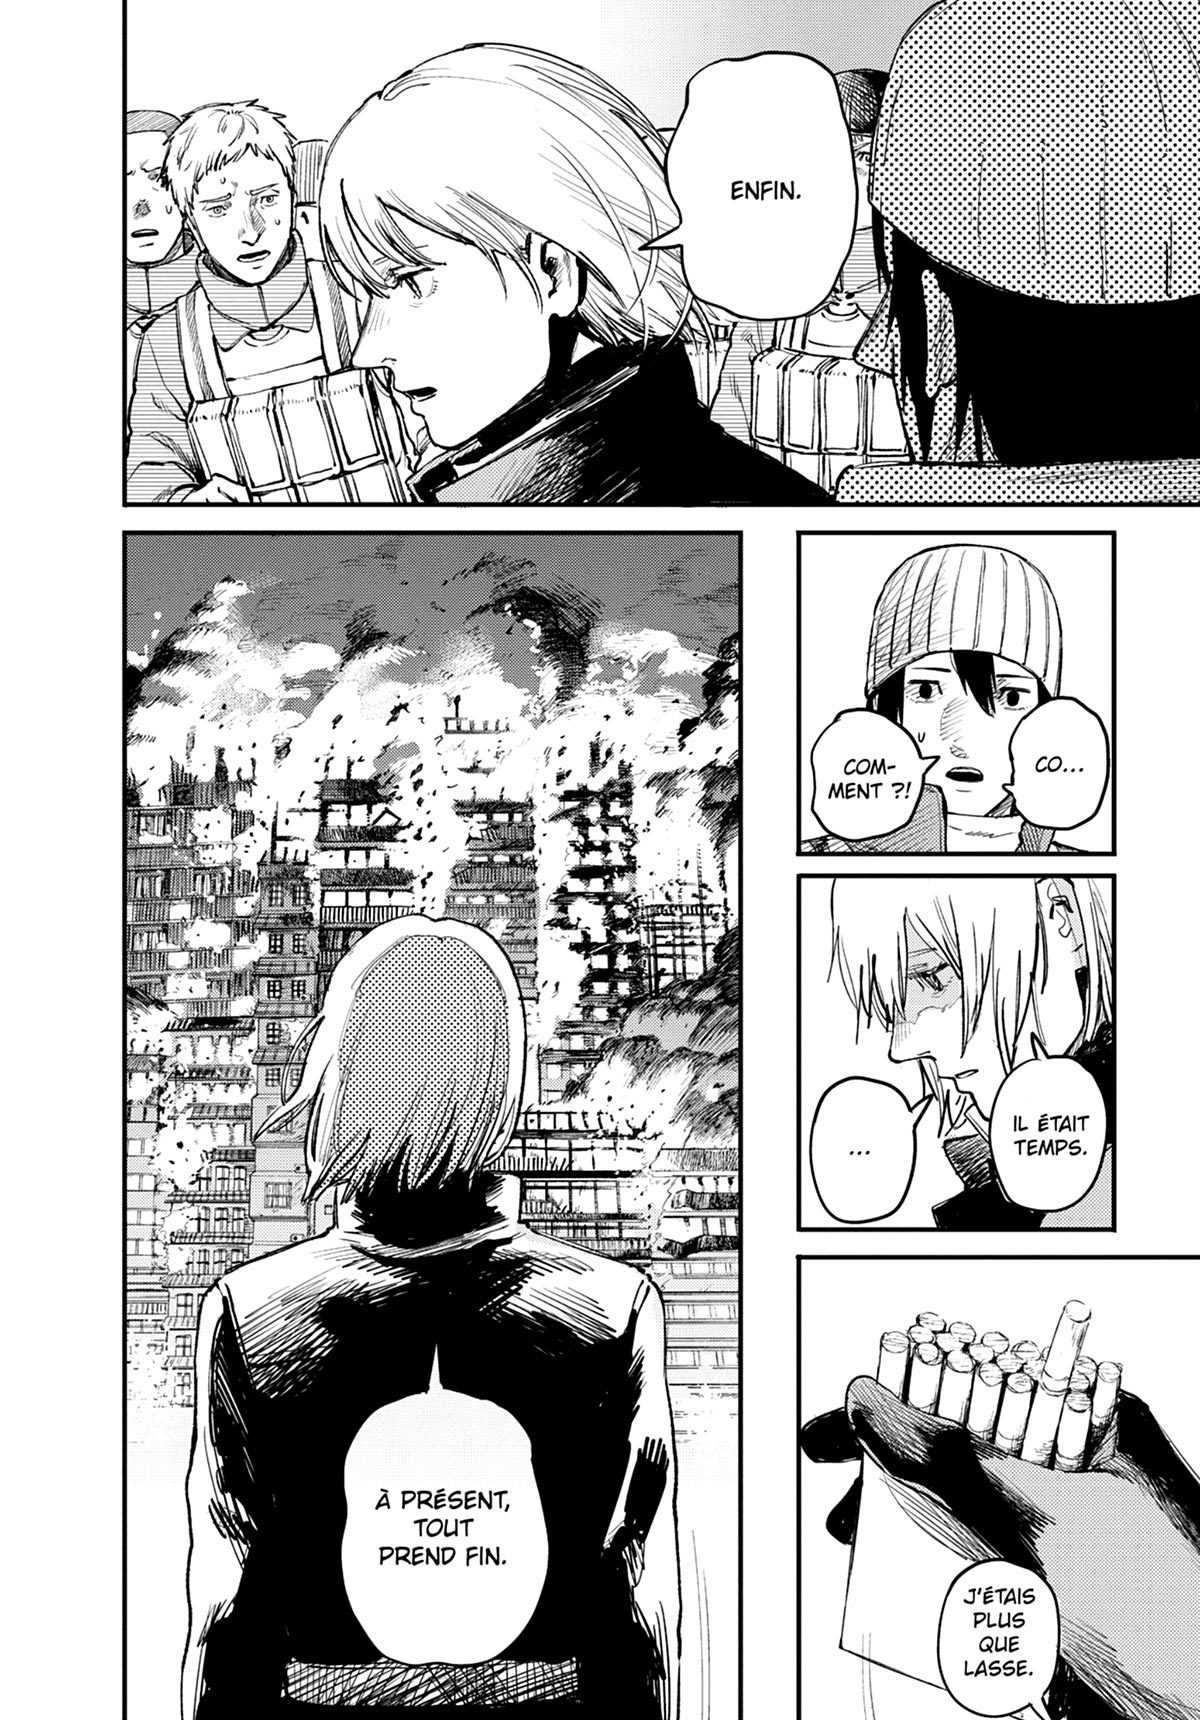 ENFIN.
CO...
COM-
MENT ?!
IL ÉTAIT
TEMPS.
...
J'ÉTAIS
PLUS
QUE
LASSE.
À PRÉSENT,
TOUT
PREND FIN.